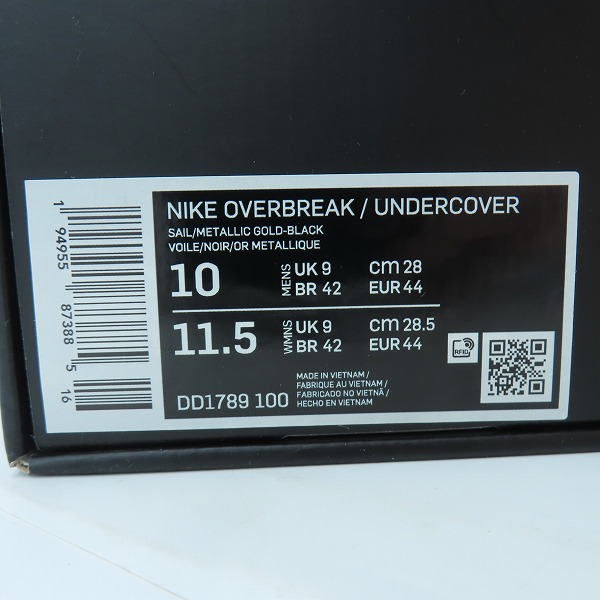 NIKE OVERBREAK / UNDERCOVER
SAIL/METALLIC GOLD-BLACK
VOILE/NOIR/OR METALLIQUE
10 MENS UK 9 cm 28
BR 42 EUR 44
11.5 WMNS UK 9 cm 28.5
BR 42 EUR 44
RFID
MADE IN VIETNAM /
FABRIQUE AU VIETNAM /
FABRICADO NO VIETNÃ /
HECHO EN VIETNAM
DD1789 100
1 94955 87388 5 16